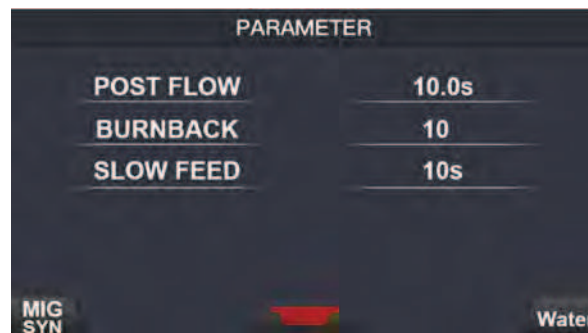 PARAMETER
POST FLOW 10.0s
BURNBACK 10
SLOW FEED 10s
MIG
SYN
Wate